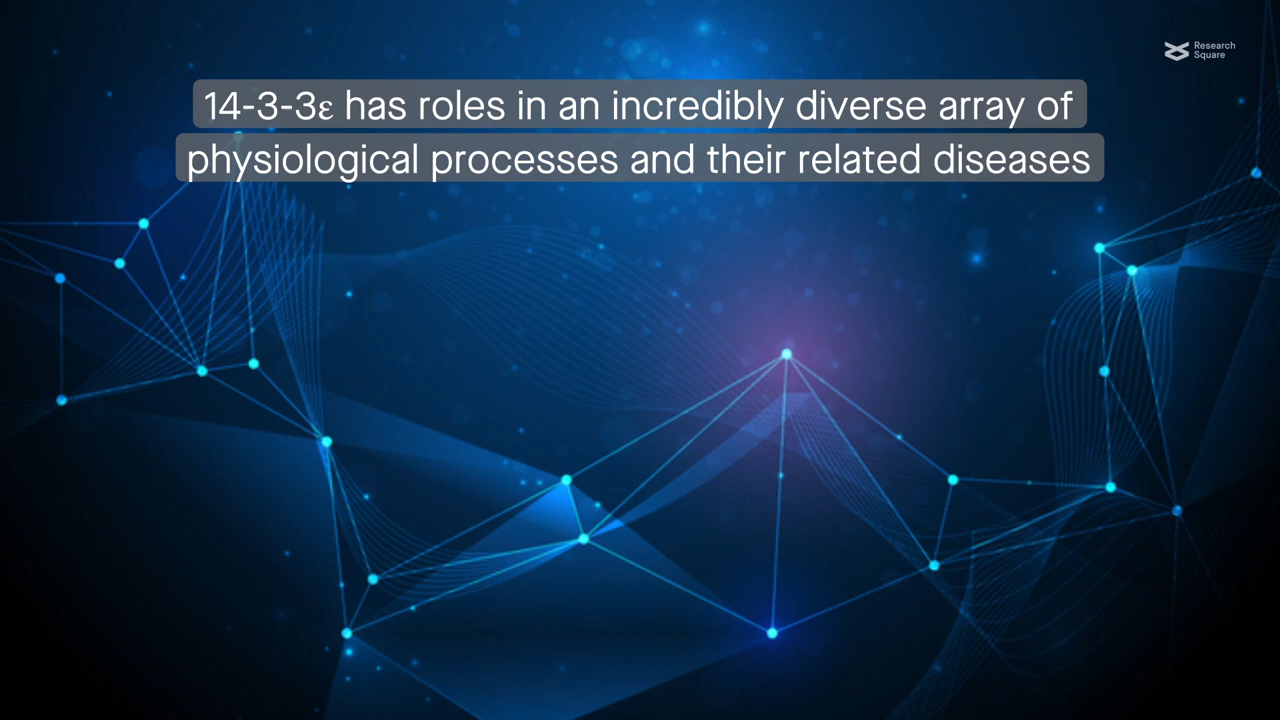 Research
Square
14-3-3ε has roles in an incredibly diverse array of
physiological processes and their related diseases